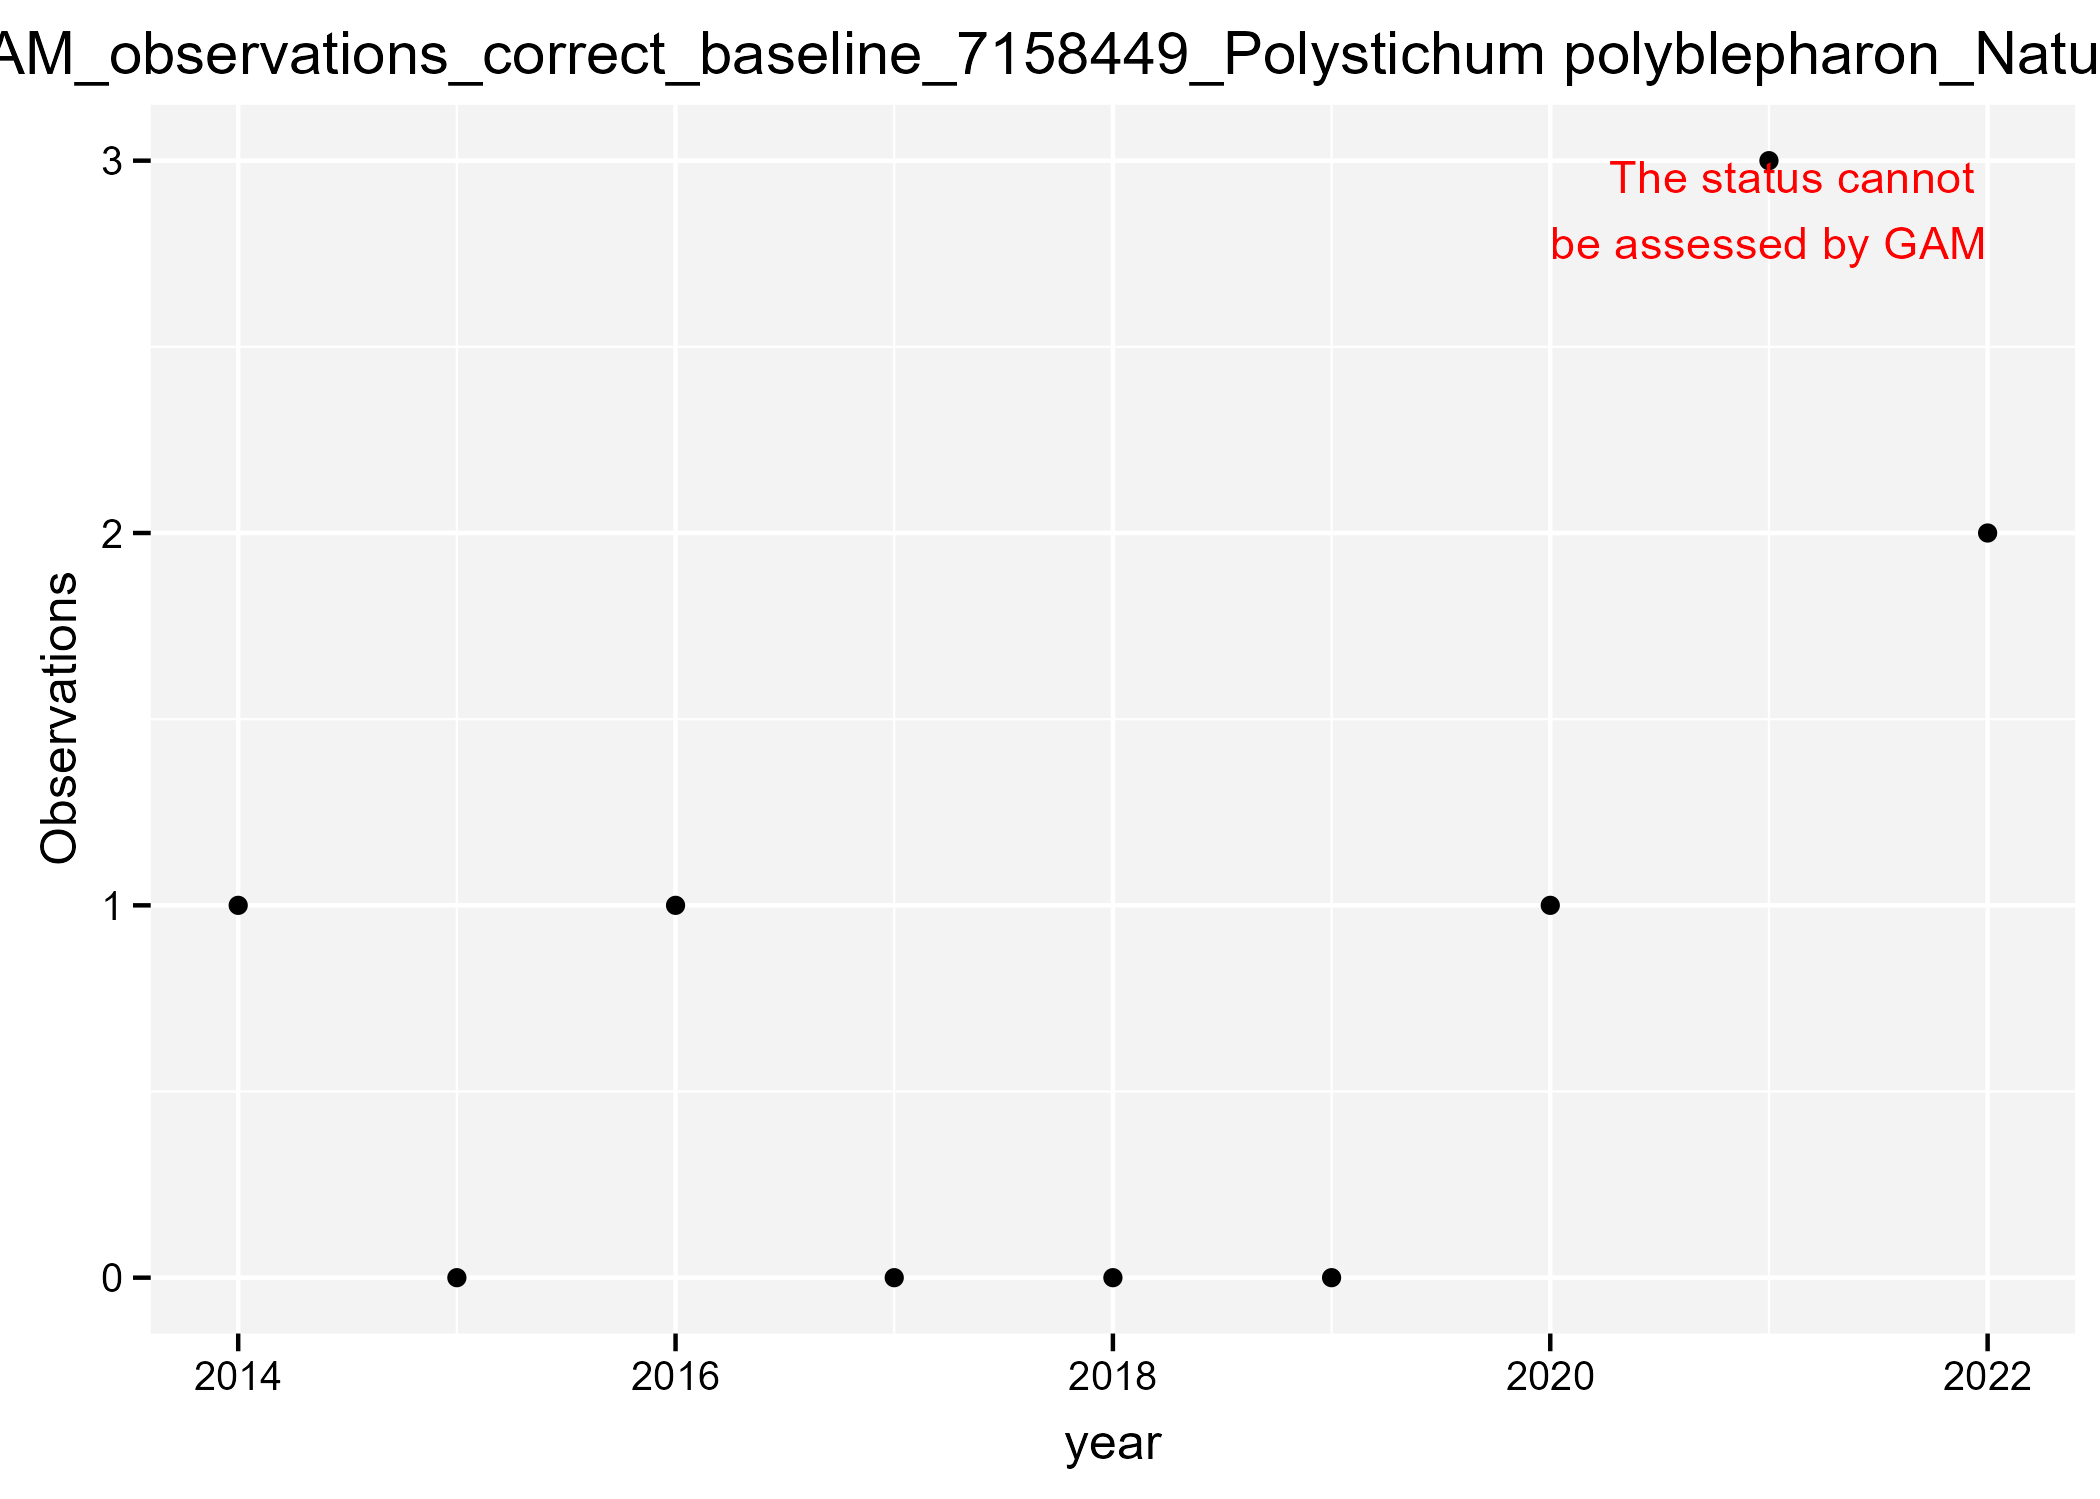 AM_observations_correct_baseline_7158449_Polystichum polyblepharon_Natu
3
The status cannot
be assessed by GAM
2
Observations
1
0
2014 2016 2018 2020 2022
year